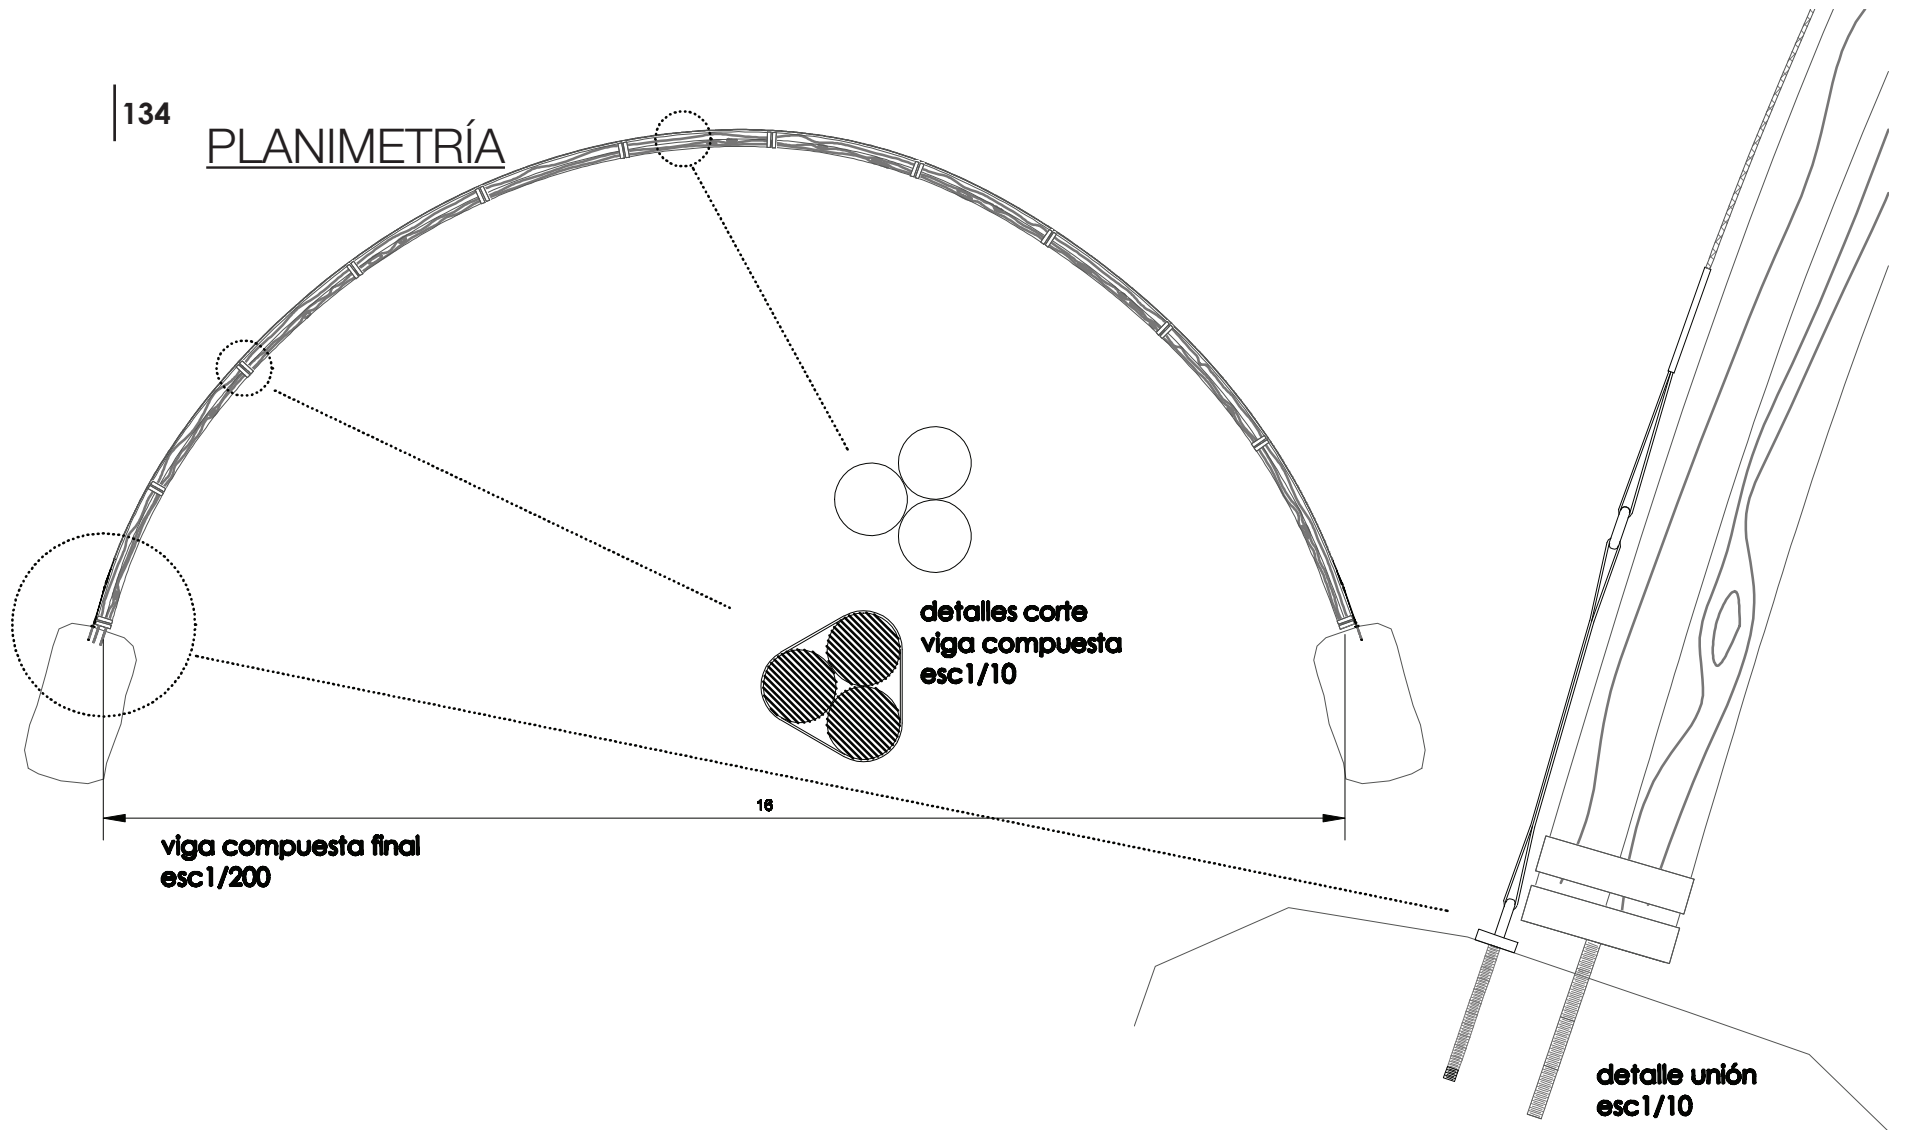 134
PLANIMETRÍA
detalles corte
viga compuesta
esc1/10
16
viga compuesta final
esc1/200
detalle unión
esc1/10